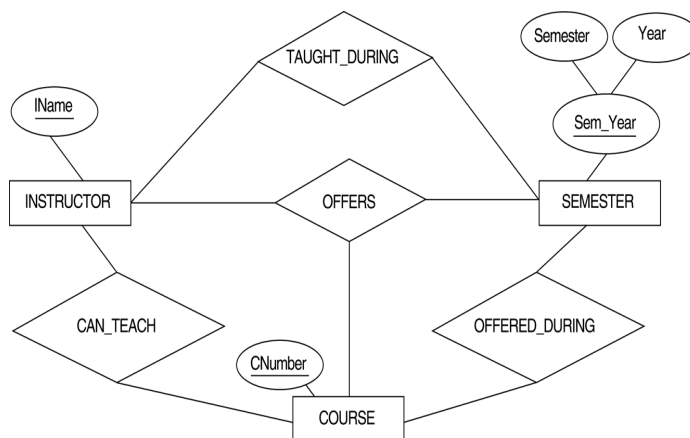 Semester
Year
TAUGHT_DURING
IName
Sem_Year
INSTRUCTOR
OFFERS
SEMESTER
CAN_TEACH
OFFERED_DURING
CNumber
COURSE